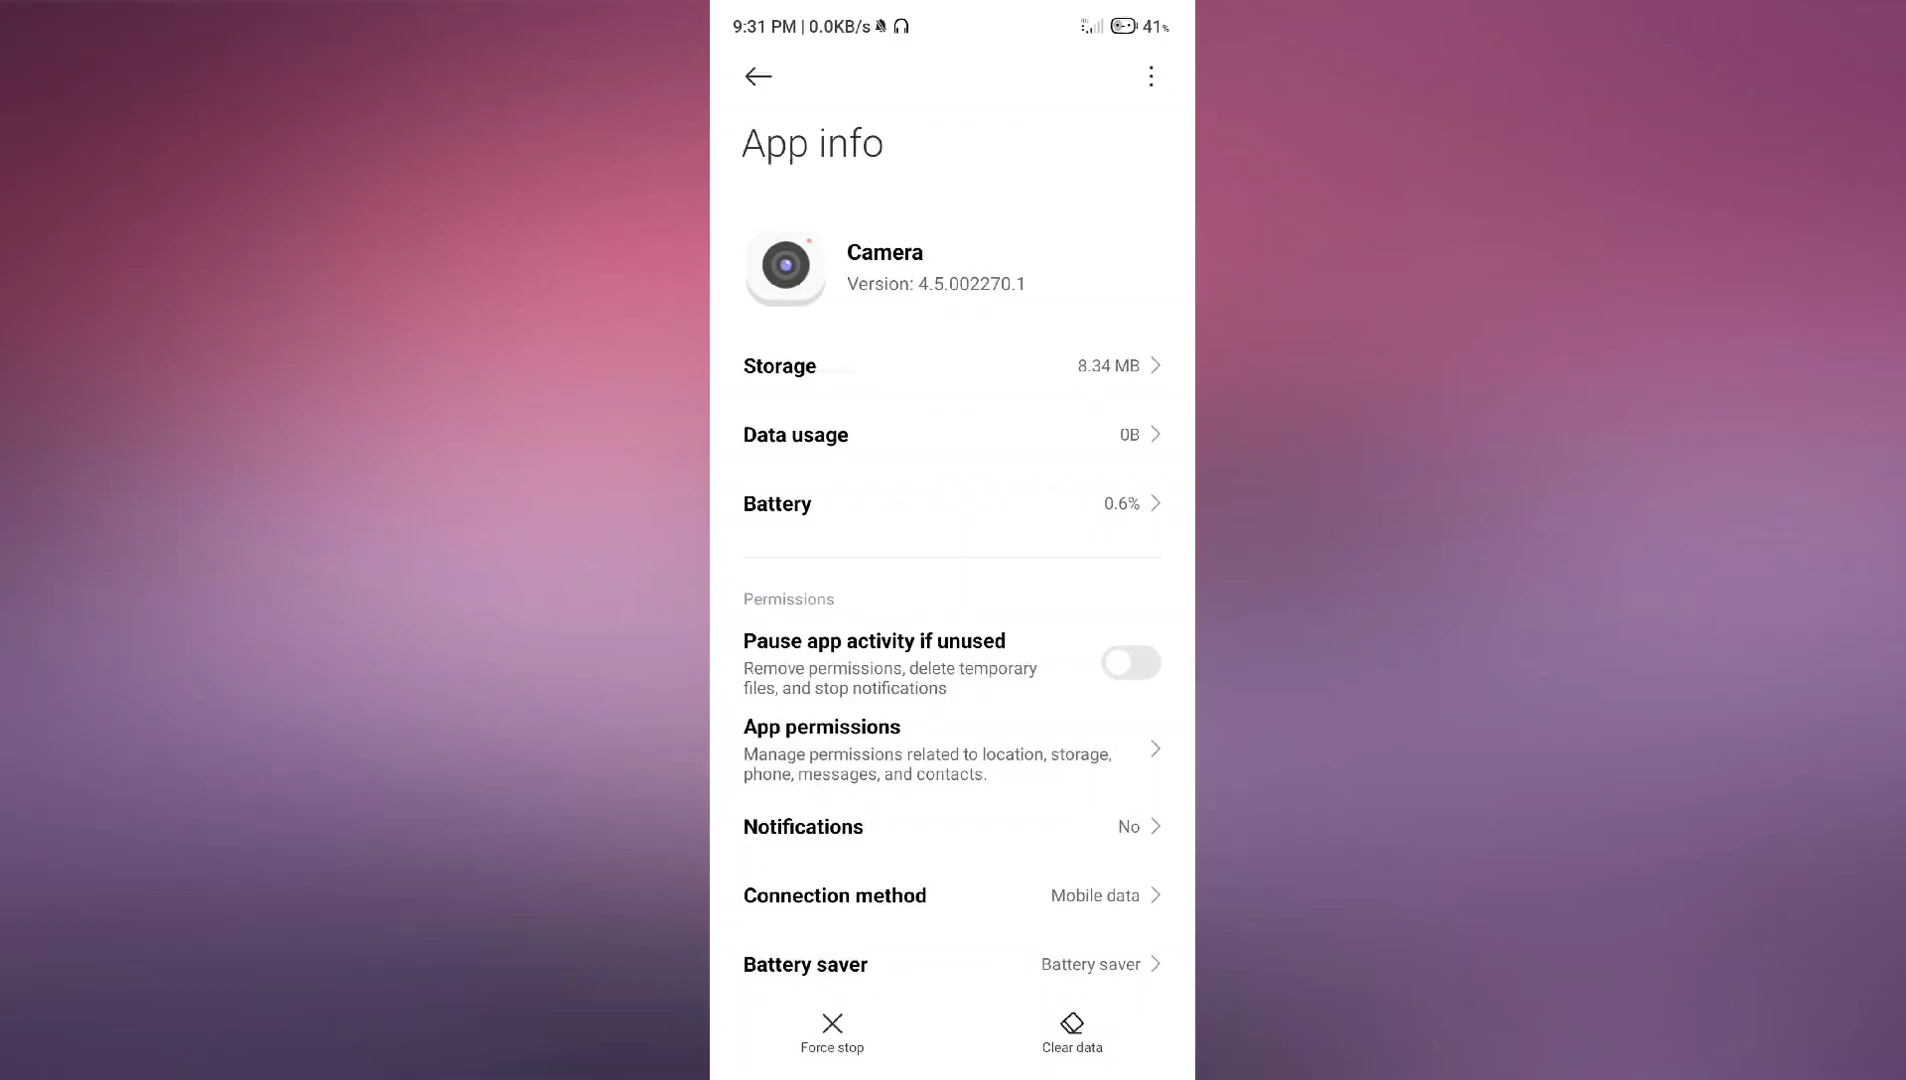 9:31 PM | 0.0KB/s 41%
App info
Camera
Version: 4.5.002270.1
Storage 8.34 MB
Data usage 0B
Battery 0.6%
Permissions
Pause app activity if unused
Remove permissions, delete temporary
files, and stop notifications
App permissions
Manage permissions related to location, storage,
phone, messages, and contacts.
Notifications No
Connection method Mobile data
Battery saver Battery saver
Force stop Clear data